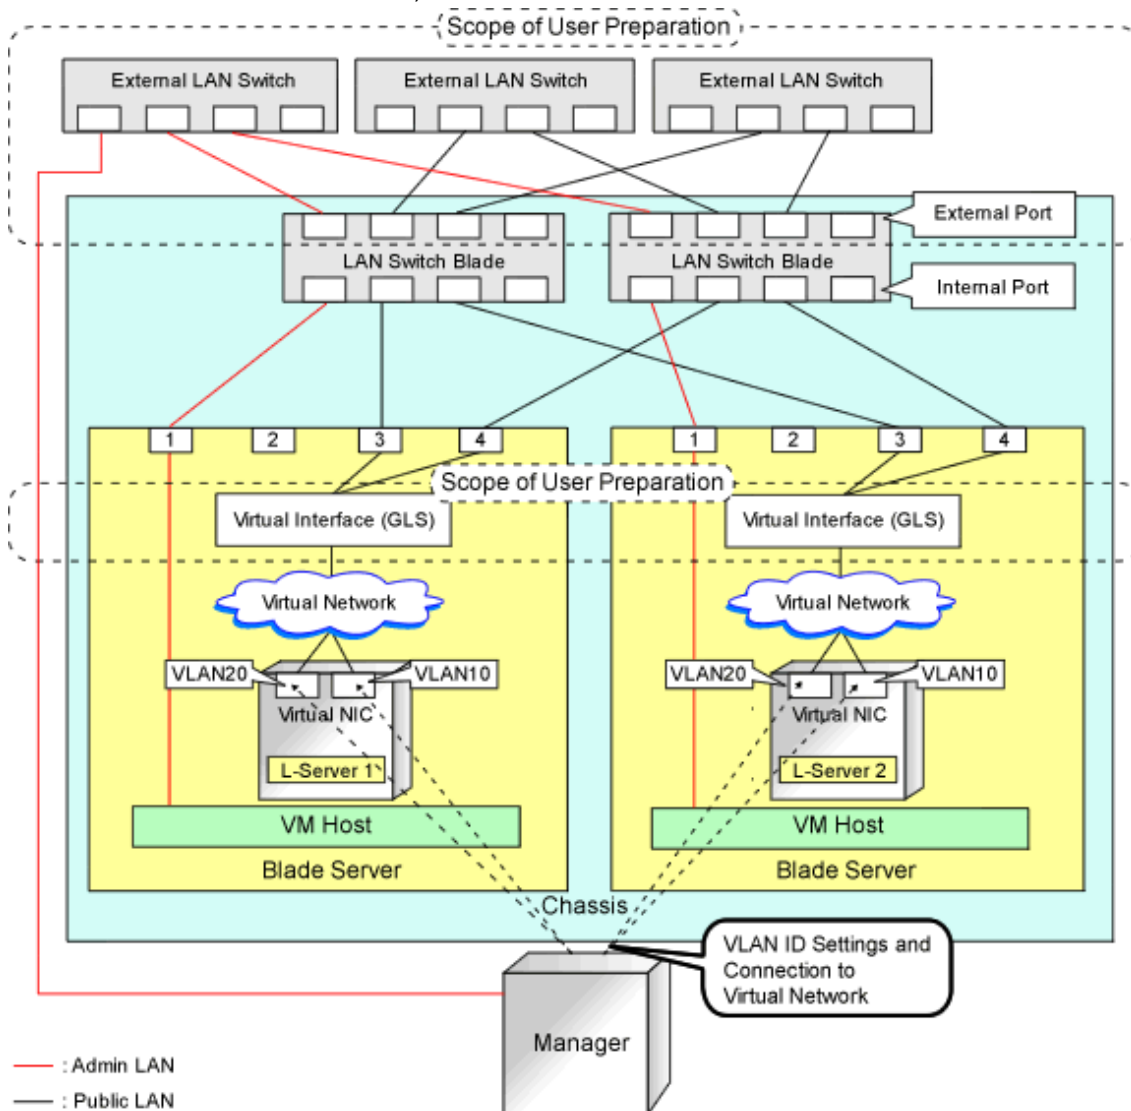 Scope of User Preparation
External LAN Switch
External LAN Switch
External LAN Switch
External Port
LAN Switch Blade
LAN Switch Blade
Internal Port
1
2
3
4
1
2
3
4
Scope of User Preparation
Virtual Interface (GLS)
Virtual Interface (GLS)
Virtual Network
Virtual Network
VLAN20
VLAN10
VLAN20
VLAN10
Virtual NIC
Virtual NIC
L-Server 1
L-Server 2
VM Host
VM Host
Blade Server
Blade Server
Chassis
VLAN ID Settings and
Connection to
Virtual Network
Manager
: Admin LAN
: Public LAN